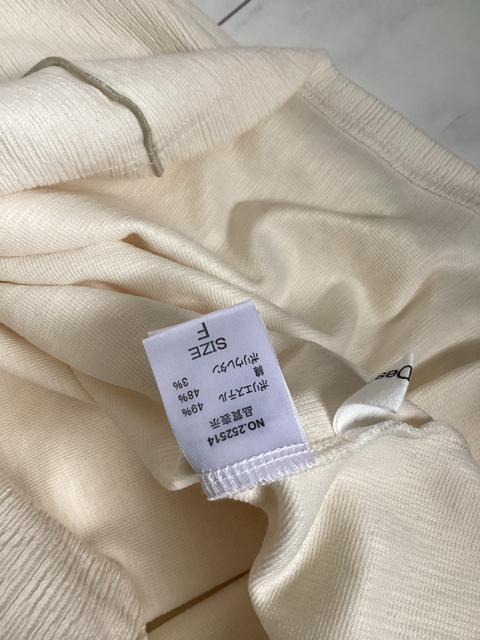 NO.252514
品質表示
ポリエステル 49%
綿 48%
ポリウレタン 3%
SIZE
F
Des